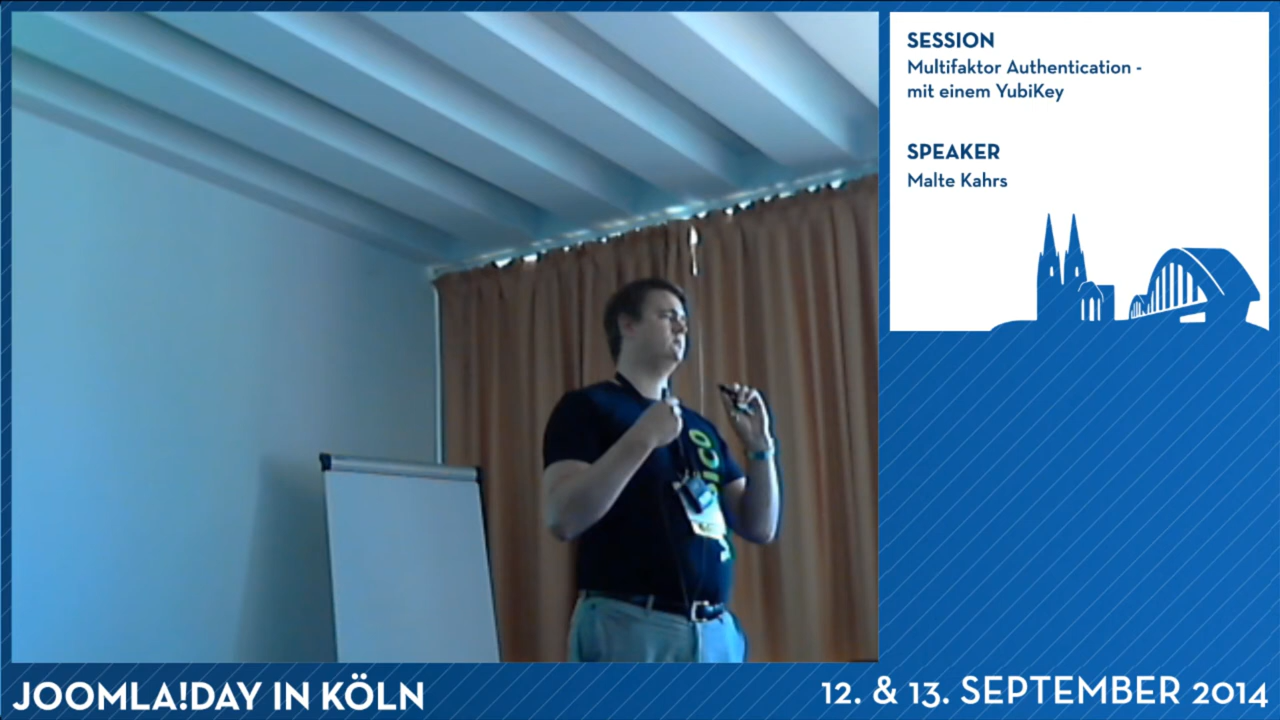 SESSION
Multifaktor Authentication -
mit einem YubiKey
SPEAKER
Malte Kahrs
JOOMLA!DAY IN KÖLN
12. & 13. SEPTEMBER 2014